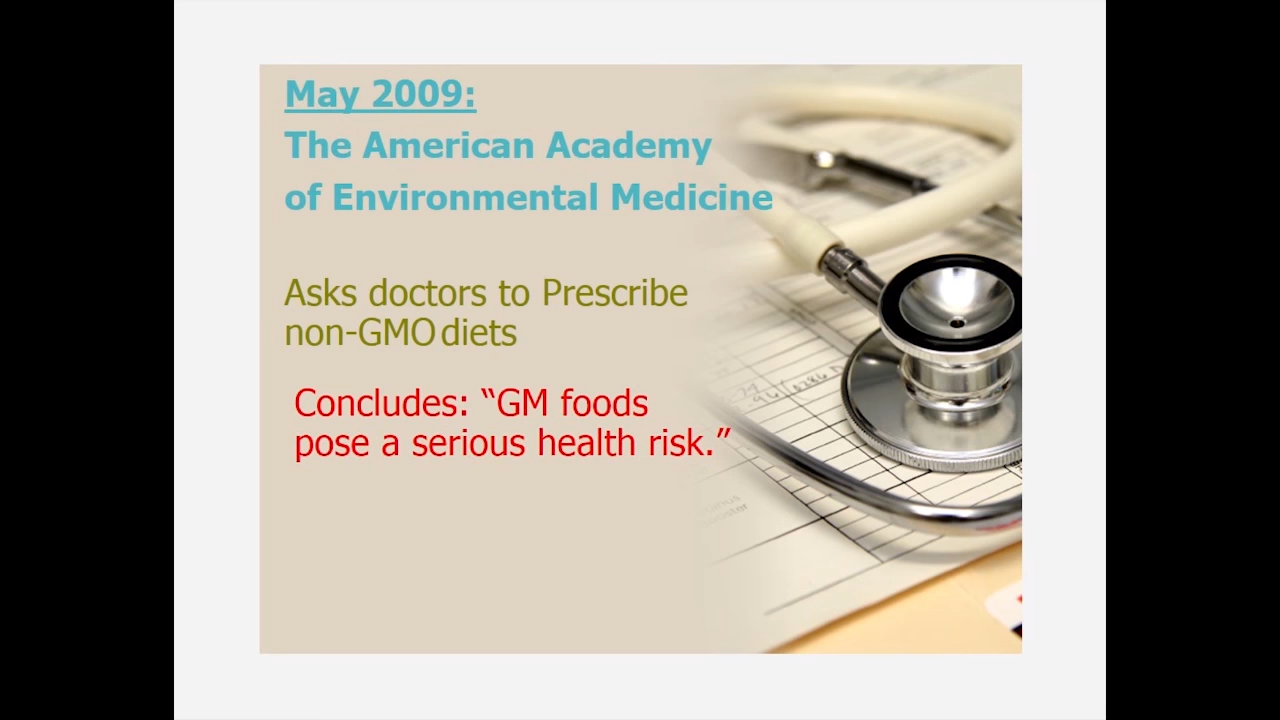 May 2009:
The American Academy
of Environmental Medicine
Asks doctors to Prescribe
non-GMO diets
Concludes: “GM foods
pose a serious health risk.”